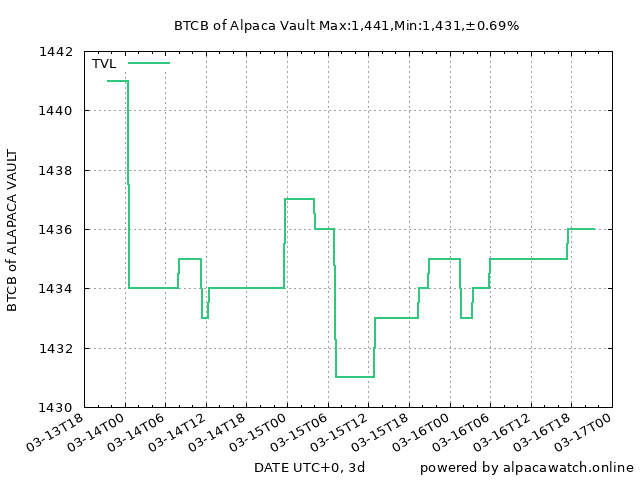 BTCB of Alpaca Vault Max:1,441,Min:1,431,±0.69%
TVL
1442
1440
1438
1436
1434
1432
1430
BTCB of ALAPACA VAULT
03-13T18
03-14T00
03-14T06
03-14T12
03-14T18
03-15T00
03-15T06
03-15T12
03-15T18
03-16T00
03-16T06
03-16T12
03-16T18
03-17T00
DATE UTC+0, 3d
powered by alpacawatch.online